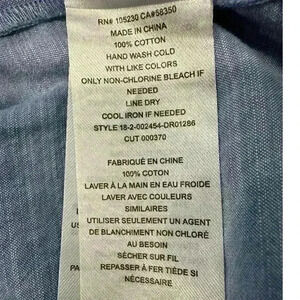 RN# 105230 CA#56350
MADE IN CHINA
100% COTTON
HAND WASH COLD
WITH LIKE COLORS
ONLY NON-CHLORINE BLEACH IF
NEEDED
LINE DRY
COOL IRON IF NEEDED
STYLE 18-2-002454-DR01286
CUT 000370
FABRIQUÉ EN CHINE
100% COTON
LAVER À LA MAIN EN EAU FROIDE
LAVER AVEC COULEURS
SIMILAIRES
UTILISER SEULEMENT UN AGENT
DE BLANCHIMENT NON CHLORÉ
AU BESOIN
SÉCHER SUR FIL
REPASSER À FER TIÈDE SI
NÉCESSAIRE